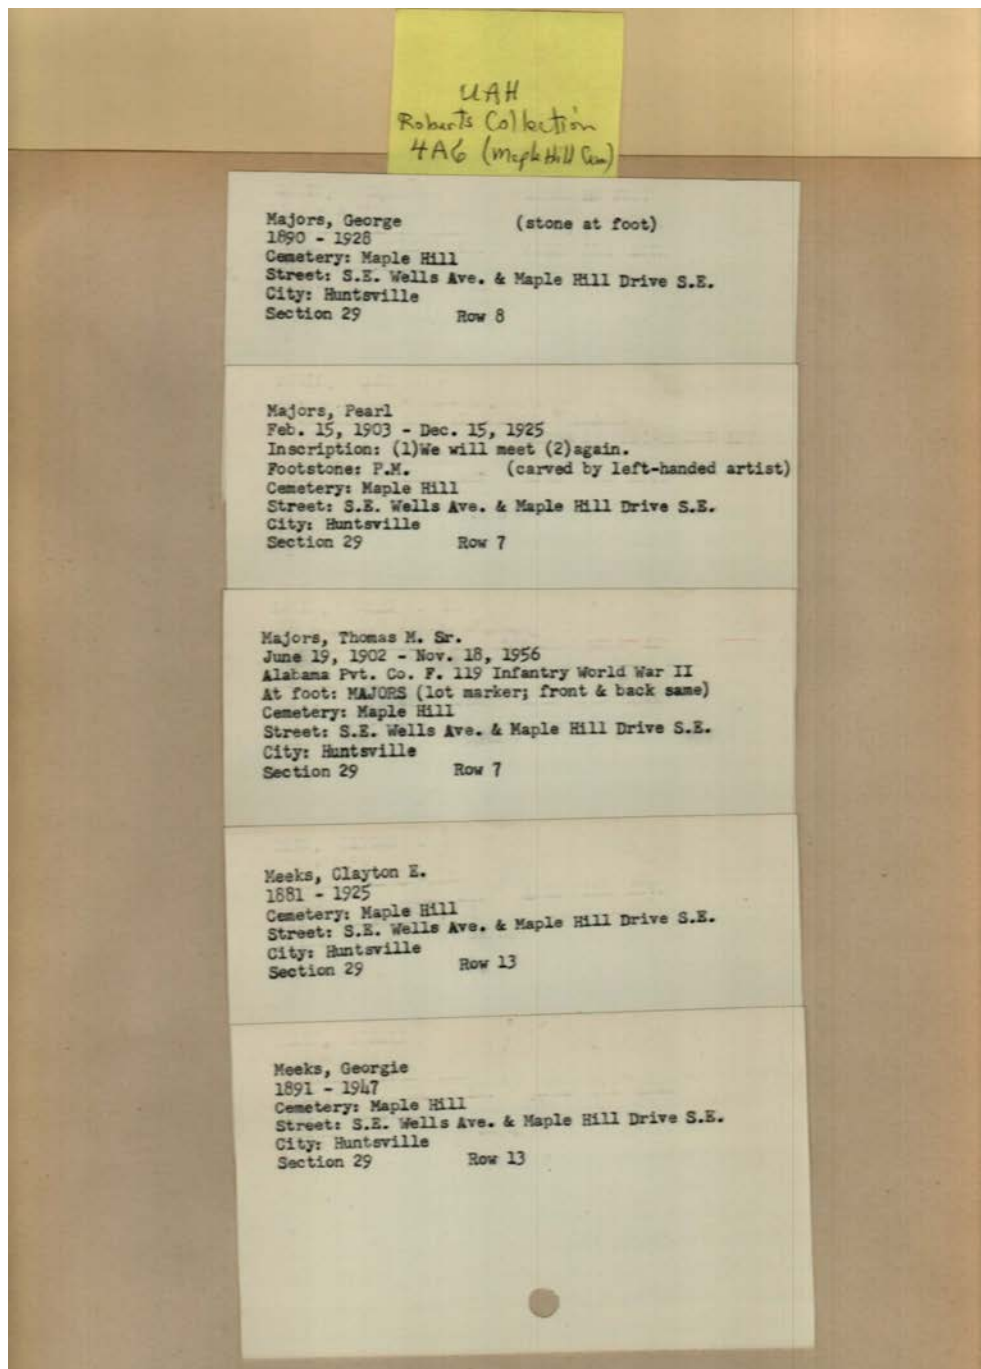 UAH
Roberts Collection
4A6 (Maple Hill Cem)
Majors, George (stone at foot)
1890 - 1928
Cemetery: Maple Hill
Street: S.E. Wells Ave. & Maple Hill Drive S.E.
City: Huntsville
Section 29 Row 8
Majors, Pearl
Feb. 15, 1903 - Dec. 15, 1925
Inscription: (1)We will meet (2)again.
Footstone: P.M. (carved by left-handed artist)
Cemetery: Maple Hill
Street: S.E. Wells Ave. & Maple Hill Drive S.E.
City: Huntsville
Section 29 Row 7
Majors, Thomas M. Sr.
June 19, 1902 - Nov. 18, 1956
Alabama Pvt. Co. F. 119 Infantry World War II
At foot: MAJORS (lot marker; front & back same)
Cemetery: Maple Hill
Street: S.E. Wells Ave. & Maple Hill Drive S.E.
City: Huntsville
Section 29 Row 7
Meeks, Clayton E.
1881 - 1925
Cemetery: Maple Hill
Street: S.E. Wells Ave. & Maple Hill Drive S.E.
City: Huntsville
Section 29 Row 13
Meeks, Georgie
1891 - 1947
Cemetery: Maple Hill
Street: S.E. Wells Ave. & Maple Hill Drive S.E.
City: Huntsville
Section 29 Row 13